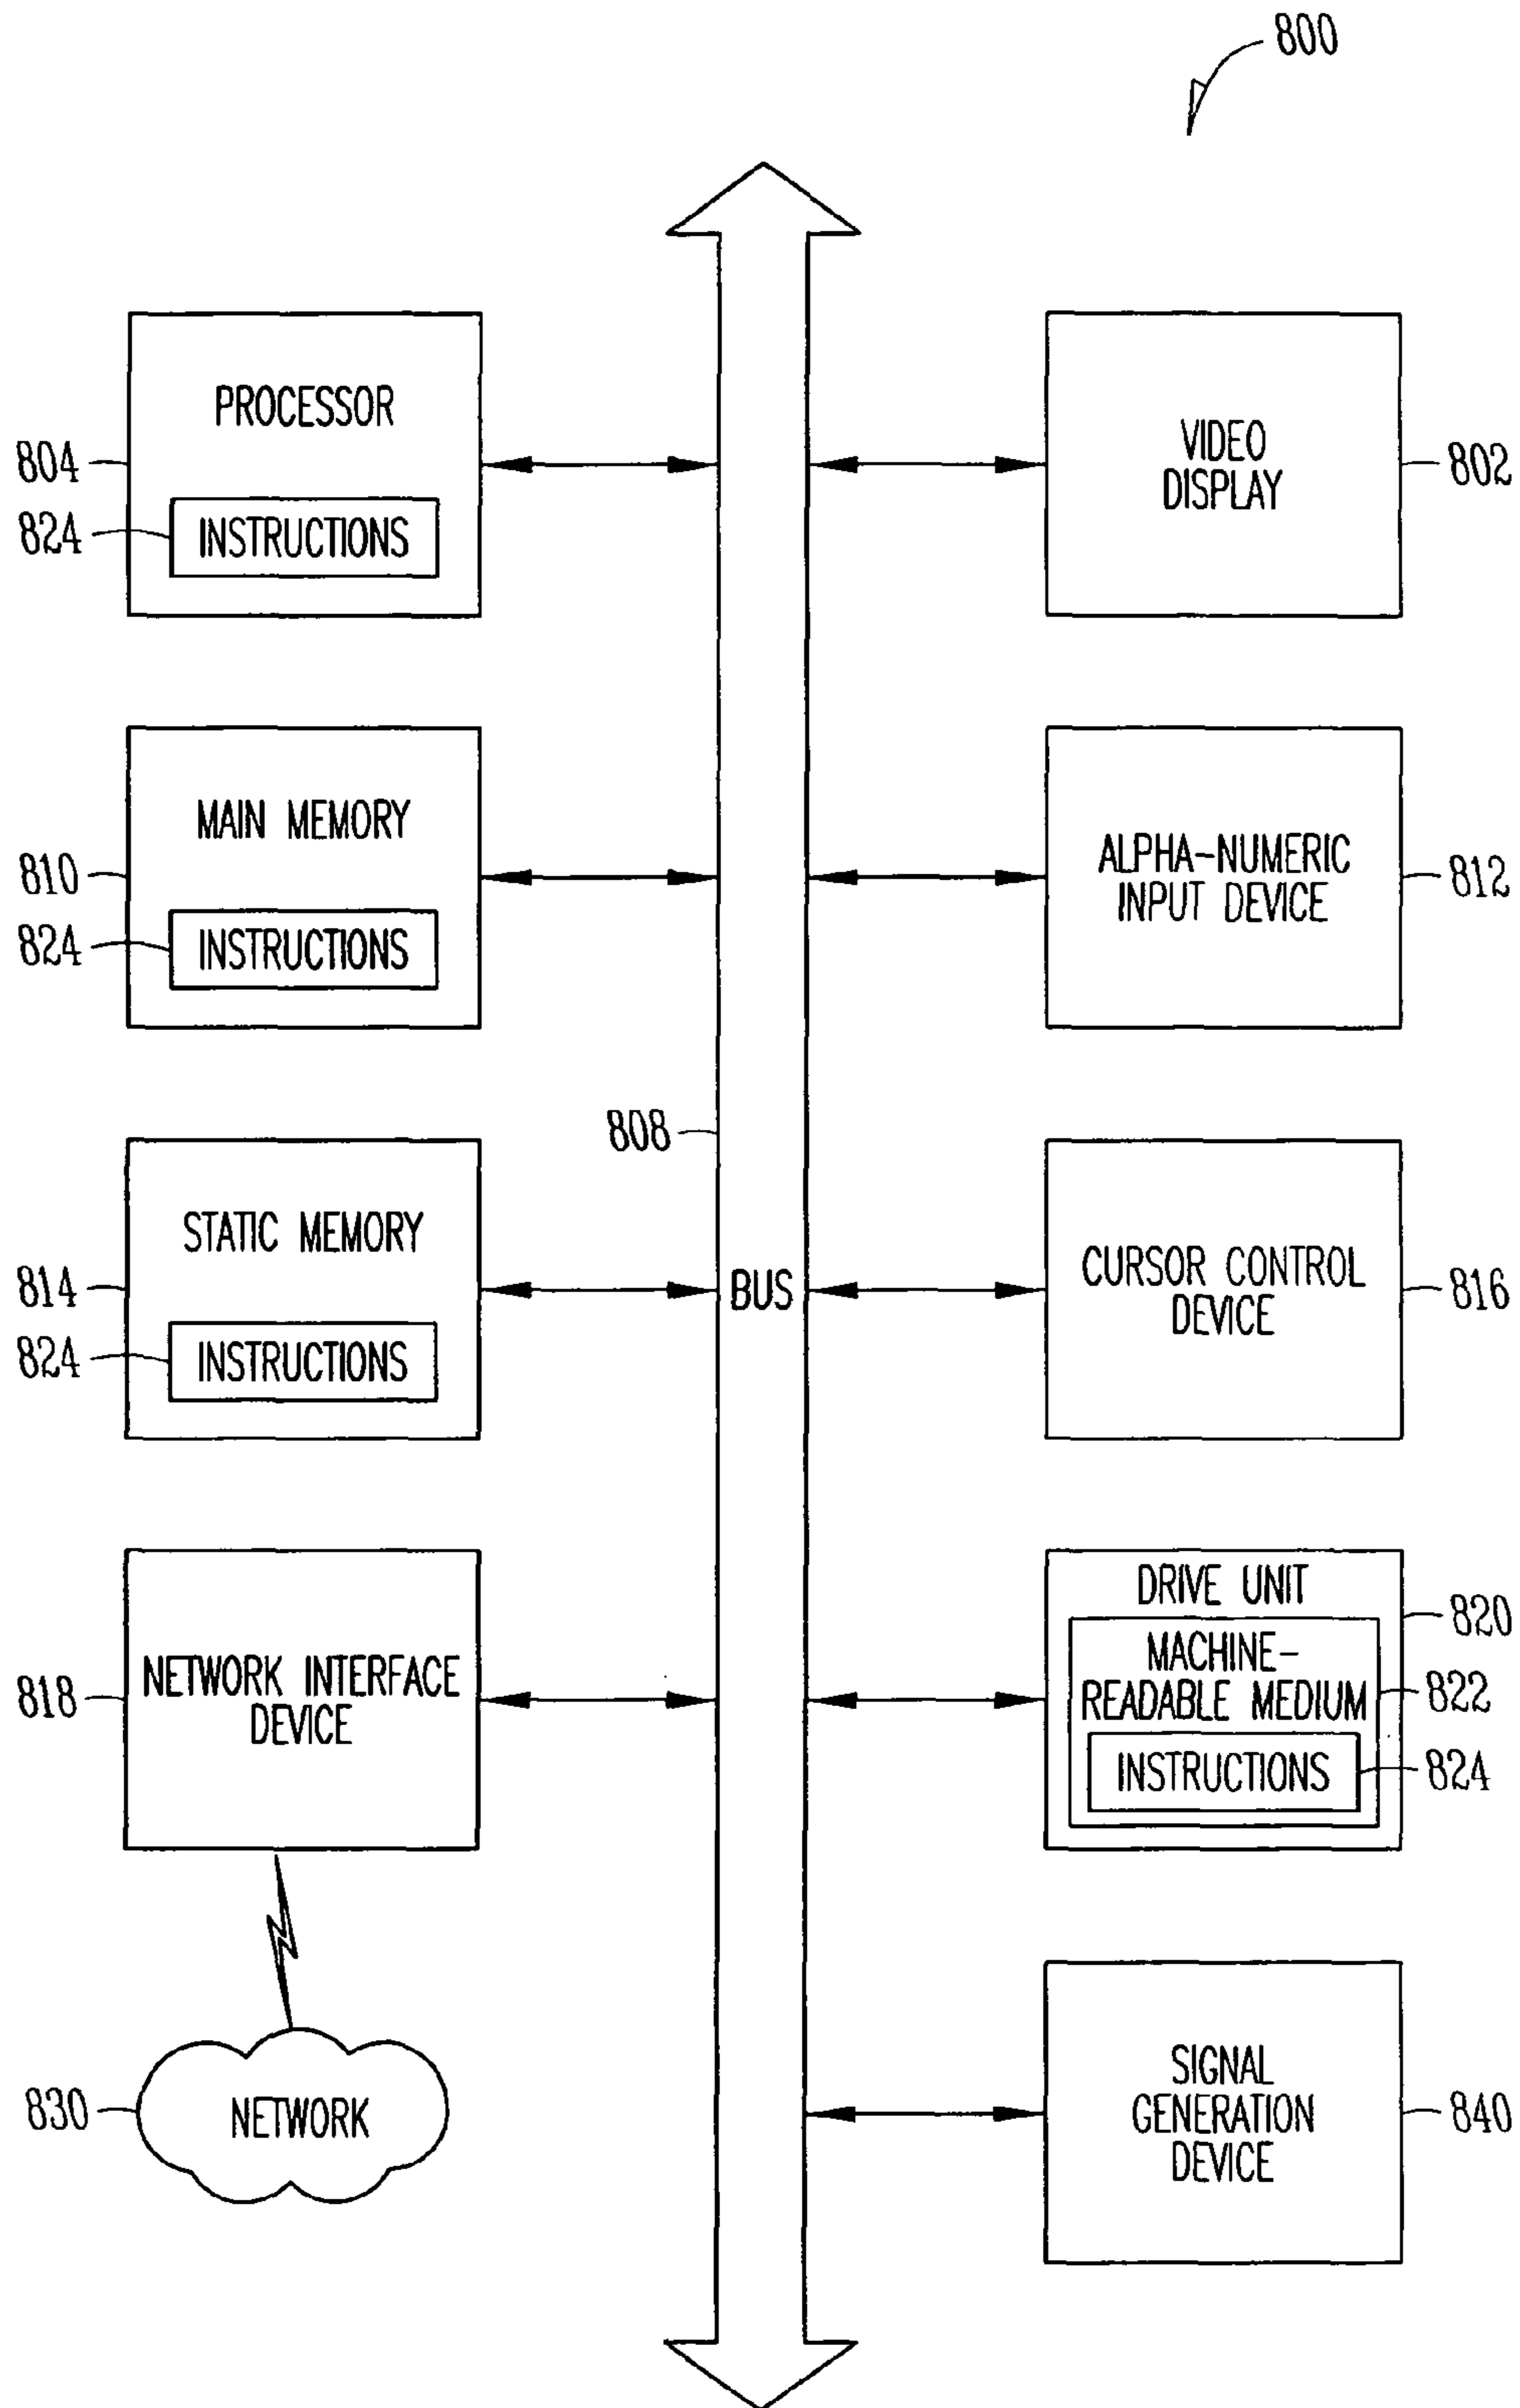 800
PROCESSOR
804
824
INSTRUCTIONS
VIDEO
DISPLAY
802
MAIN MEMORY
810
824
INSTRUCTIONS
ALPHA-NUMERIC
INPUT DEVICE
812
808
STATIC MEMORY
814
824
INSTRUCTIONS
BUS
CURSOR CONTROL
DEVICE
816
NETWORK INTERFACE
DEVICE
818
DRIVE UNIT
820
MACHINE-
READABLE MEDIUM
822
INSTRUCTIONS
824
830
NETWORK
SIGNAL
GENERATION
DEVICE
840